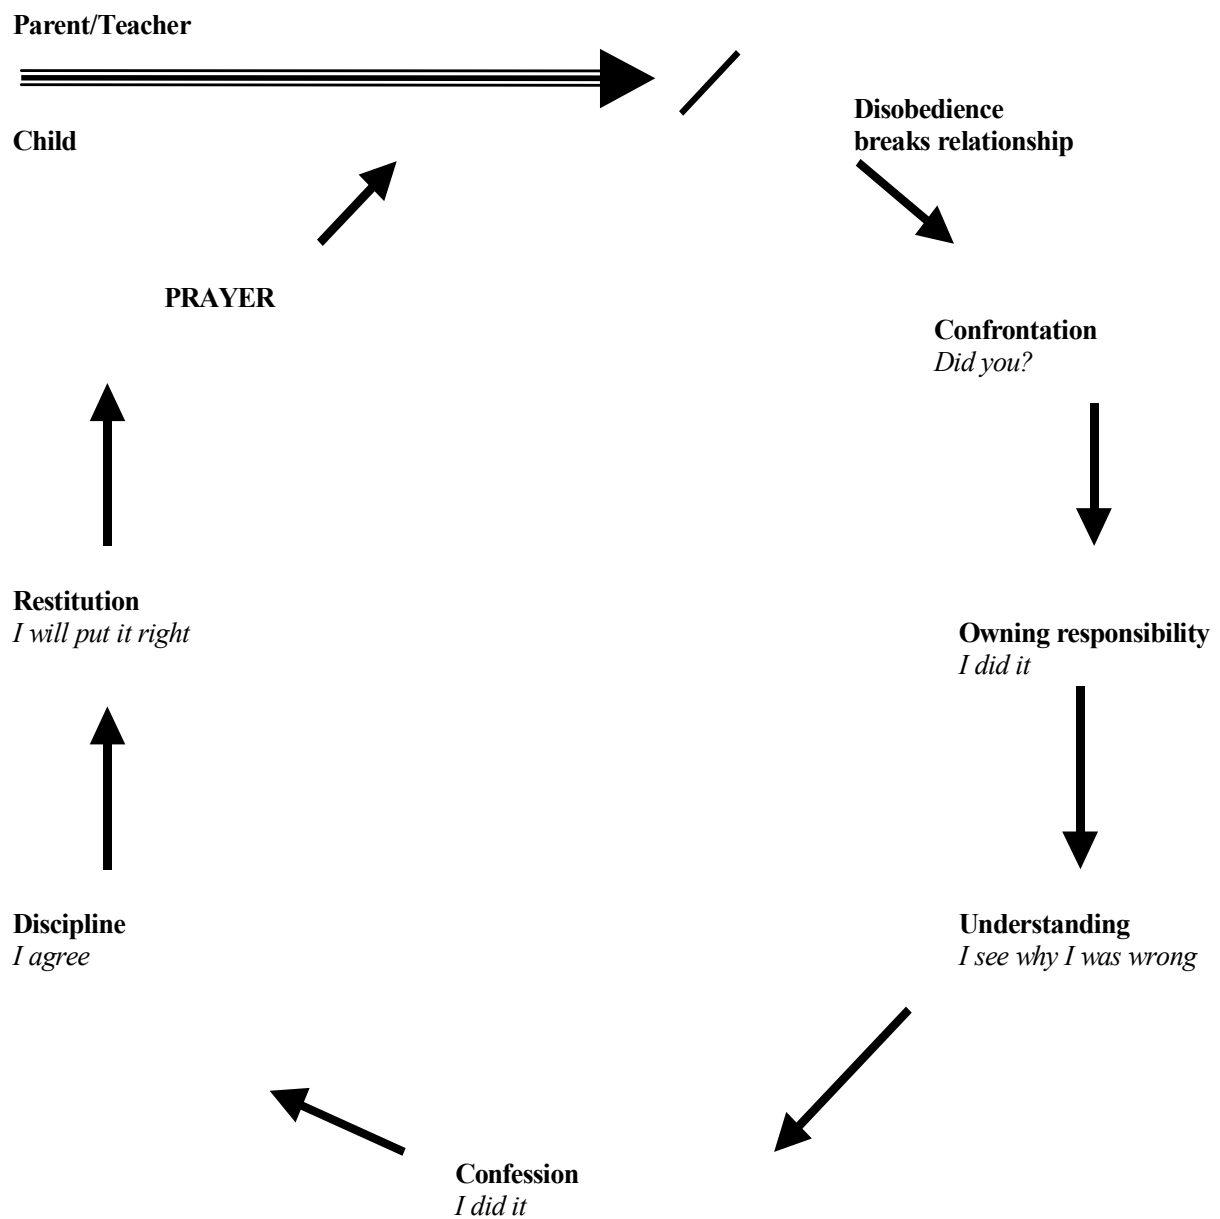 Parent/Teacher
Child
Disobedience
breaks relationship
Confrontation
Did you?
Owning responsibility
I did it
Understanding
I see why I was wrong
Confession
I did it
Discipline
I agree
Restitution
I will put it right
PRAYER